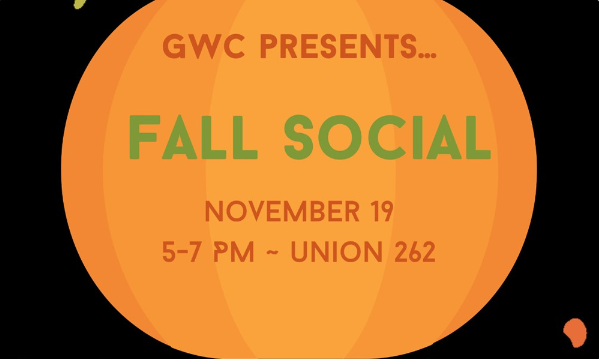 GWC PRESENTS...
FALL SOCIAL
NOVEMBER 19
5-7 PM ~ UNION 262